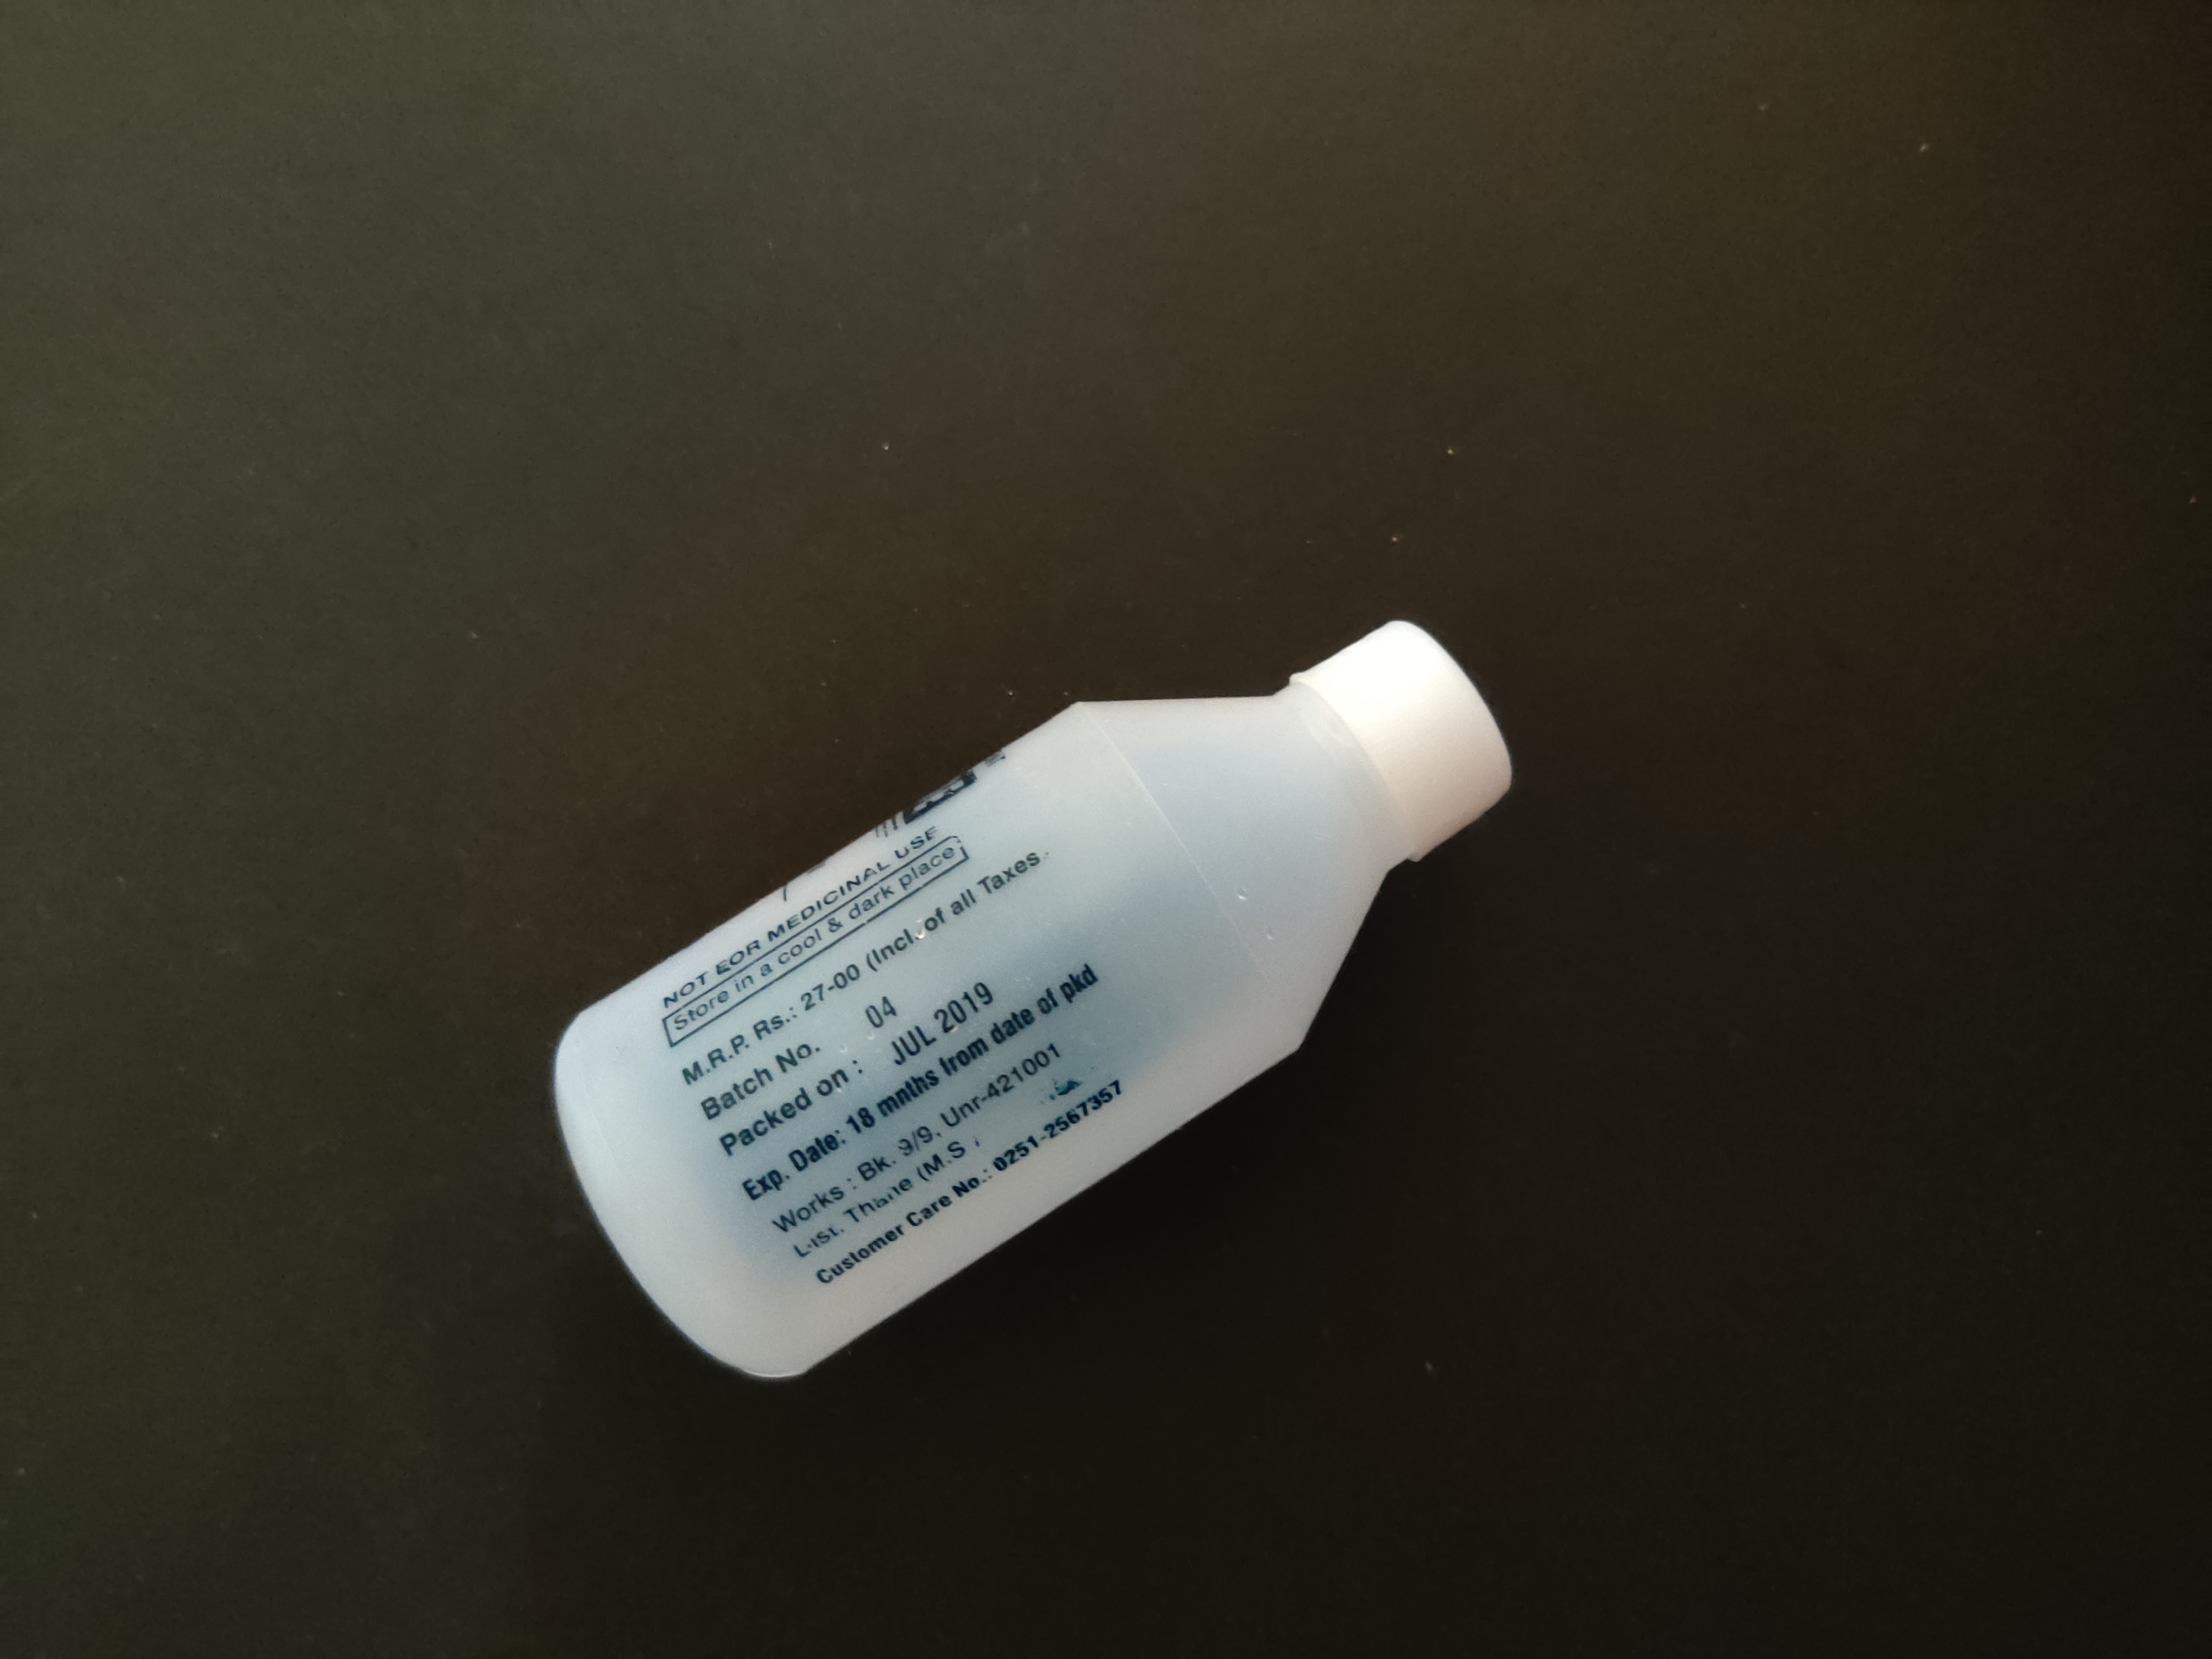 NOT FOR MEDICINAL USE
Store in a cool & dark place
M.R.P. Rs.: 27-00 (Incl. of all Taxes.
Batch No. 04
Packed on : JUL 2019
Exp. Date: 18 mnths from date of pkd
Works : Bk. 9/9, Unr-421001
Dist. Thane (M.S
Customer Care No.: 0251-2567357